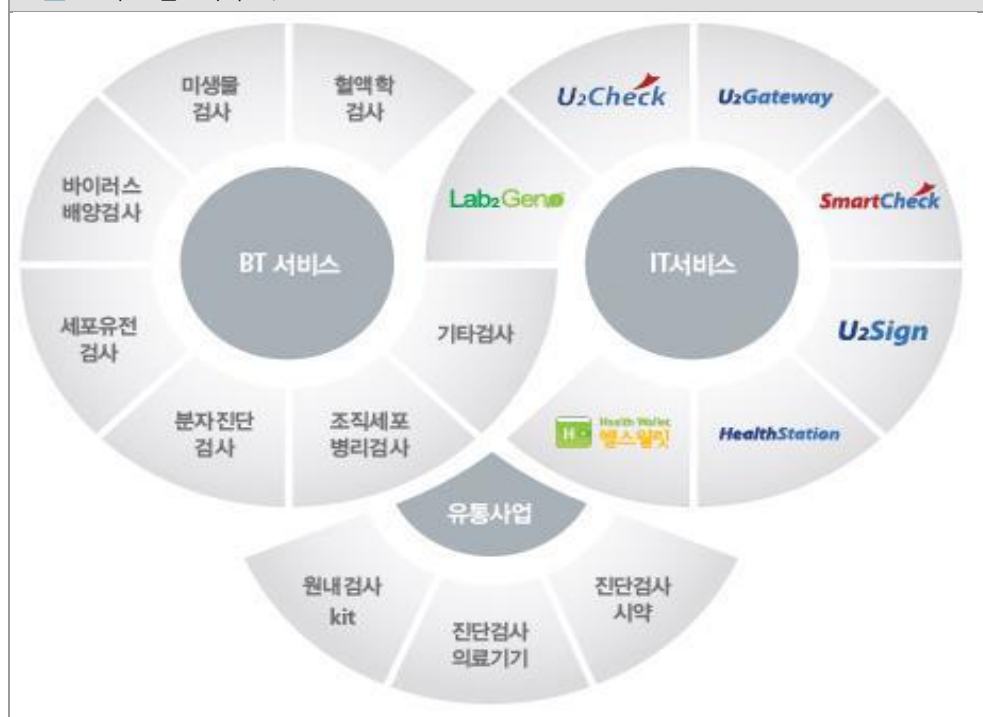 미생물
검사
혈액학
검사
바이러스
배양검사
BT 서비스
세포유전
검사
분자진단
검사
조직세포
병리검사
기타검사
U2Check
U2Gateway
Lab2Geno
SmartCheck
IT서비스
U2Sign
H
Health Wallet
헬스월릿
HealthStation
유통사업
원내검사
kit
진단검사
의료기기
진단검사
시약